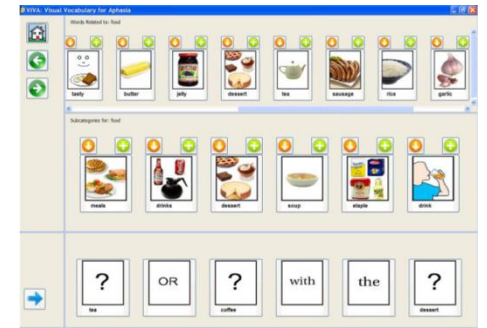 ViVA: Visual Vocabulary for Aphasia
Words Related to: food
tasty butter jelly dessert tea sausage rice garlic
Subcategories for: food
meals drinks dessert soup staple drink
? OR ? with the ?
tea coffee dessert